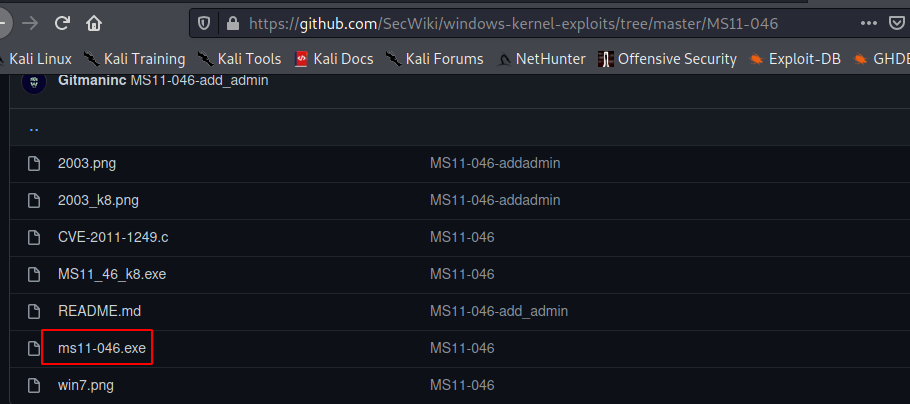 https://github.com/SecWiki/windows-kernel-exploits/tree/master/MS11-046
Kali Linux Kali Training Kali Tools Kali Docs Kali Forums NetHunter Offensive Security Exploit-DB GHDB
Gitmaninc MS11-046-add_admin
..
2003.png MS11-046-addadmin
2003_k8.png MS11-046-addadmin
CVE-2011-1249.c MS11-046
MS11_46_k8.exe MS11-046
README.md MS11-046-add_admin
ms11-046.exe MS11-046
win7.png MS11-046